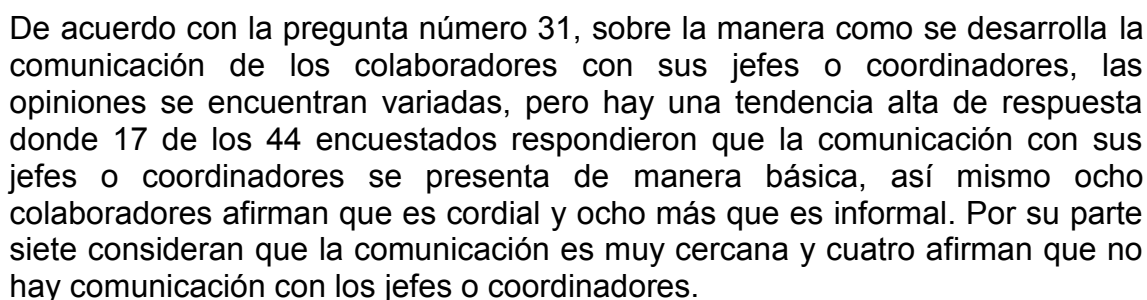 De acuerdo con la pregunta número 31, sobre la manera como se desarrolla la
comunicación de los colaboradores con sus jefes o coordinadores, las
opiniones se encuentran variadas, pero hay una tendencia alta de respuesta
donde 17 de los 44 encuestados respondieron que la comunicación con sus
jefes o coordinadores se presenta de manera básica, así mismo ocho
colaboradores afirman que es cordial y ocho más que es informal. Por su parte
siete consideran que la comunicación es muy cercana y cuatro afirman que no
hay comunicación con los jefes o coordinadores.